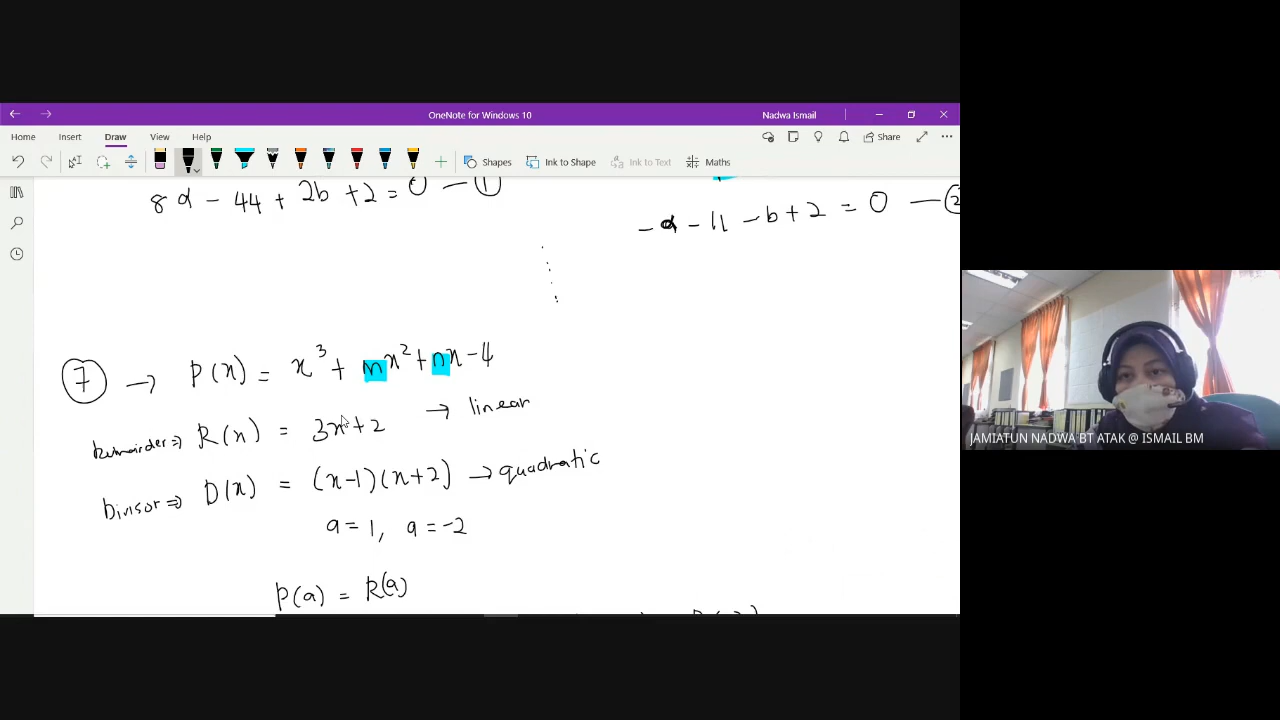 OneNote for Windows 10
Nadwa Ismail
Home Insert Draw View Help
Share
Shapes Ink to Shape Ink to Text Maths
8α - 44 + 2b + 2 = 0 — ①
- α - 11 - b + 2 = 0 — ②
⑦ → P(x) = x³ + mx² + nx - 4
Remainder ⇒ R(x) = 3x + 2 → linear
Divisor ⇒ D(x) = (x-1)(x+2) → quadratic
a = 1, a = -2
P(a) = R(a)
JAMIATUN NADWA BT ATAK @ ISMAIL BM